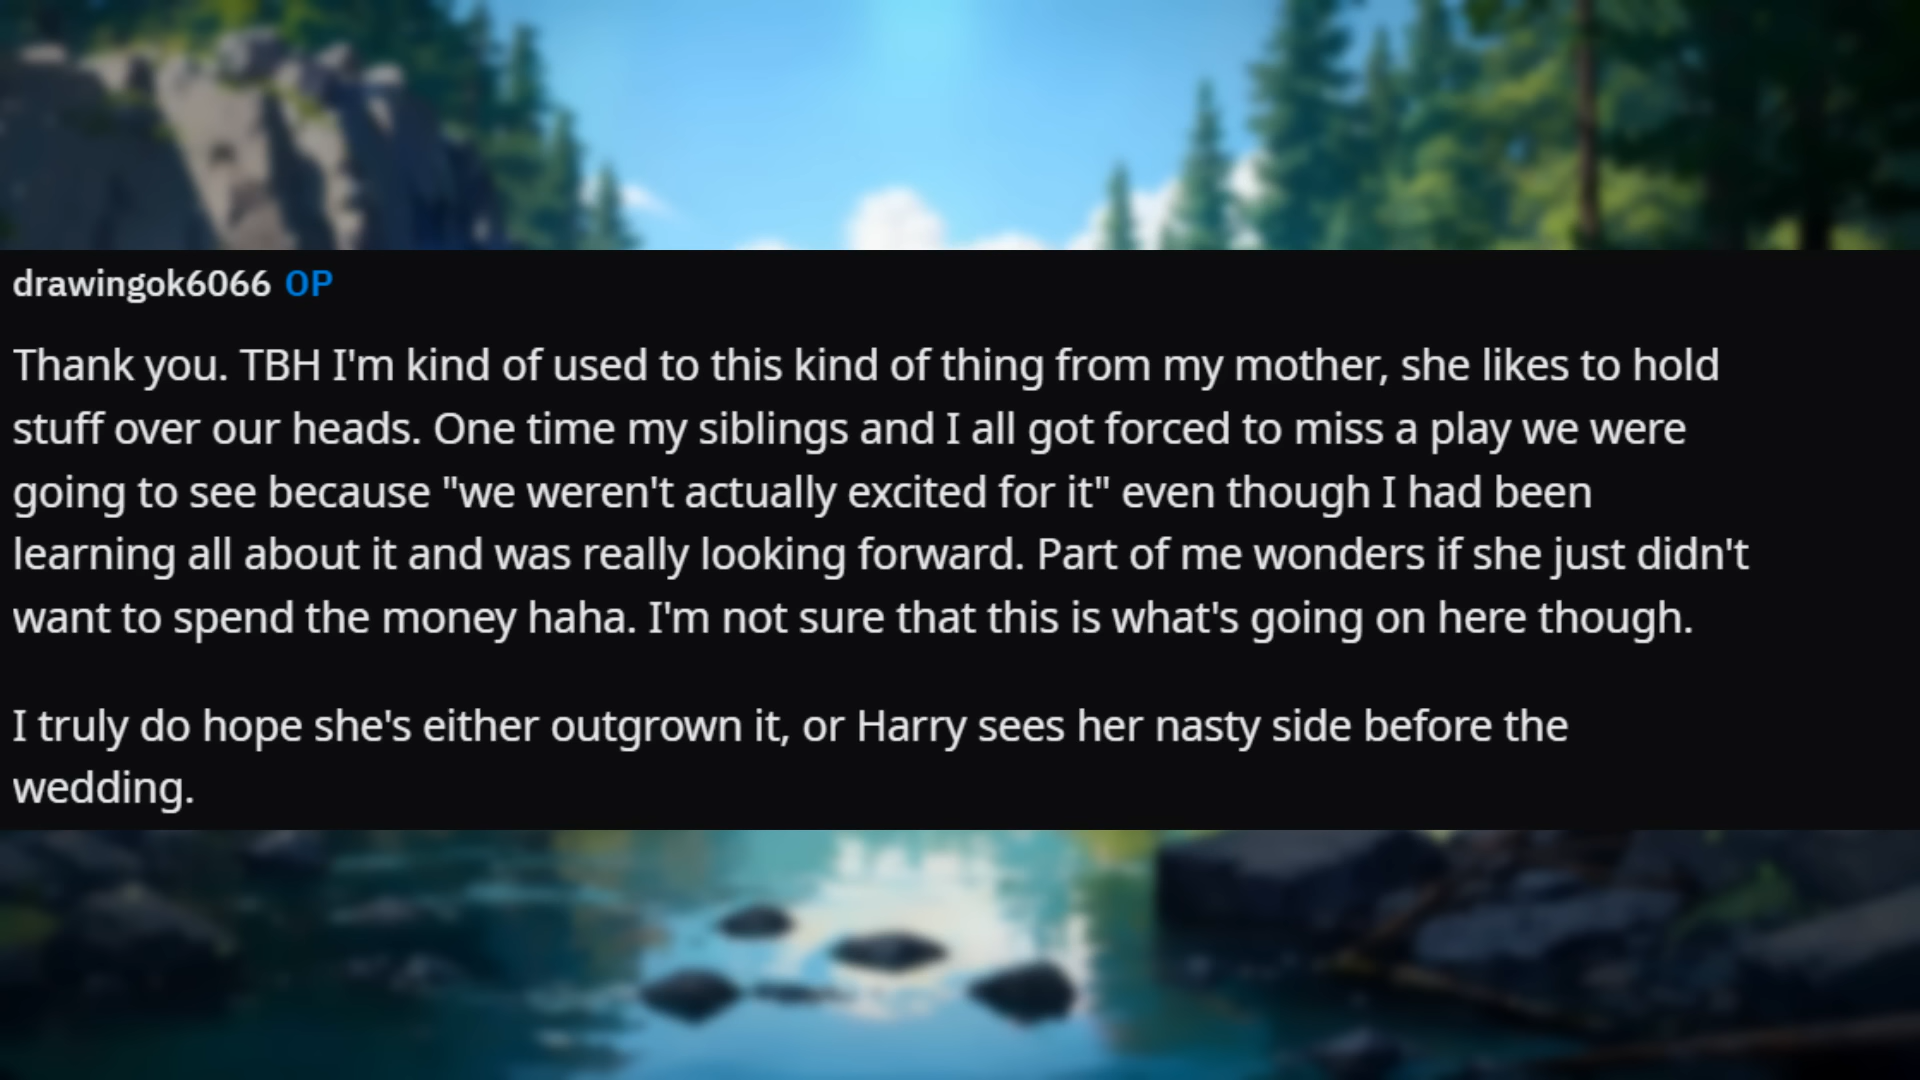 drawingok6066 OP
Thank you. TBH I'm kind of used to this kind of thing from my mother, she likes to hold
stuff over our heads. One time my siblings and I all got forced to miss a play we were
going to see because "we weren't actually excited for it" even though I had been
learning all about it and was really looking forward. Part of me wonders if she just didn't
want to spend the money haha. I'm not sure that this is what's going on here though.
I truly do hope she's either outgrown it, or Harry sees her nasty side before the
wedding.